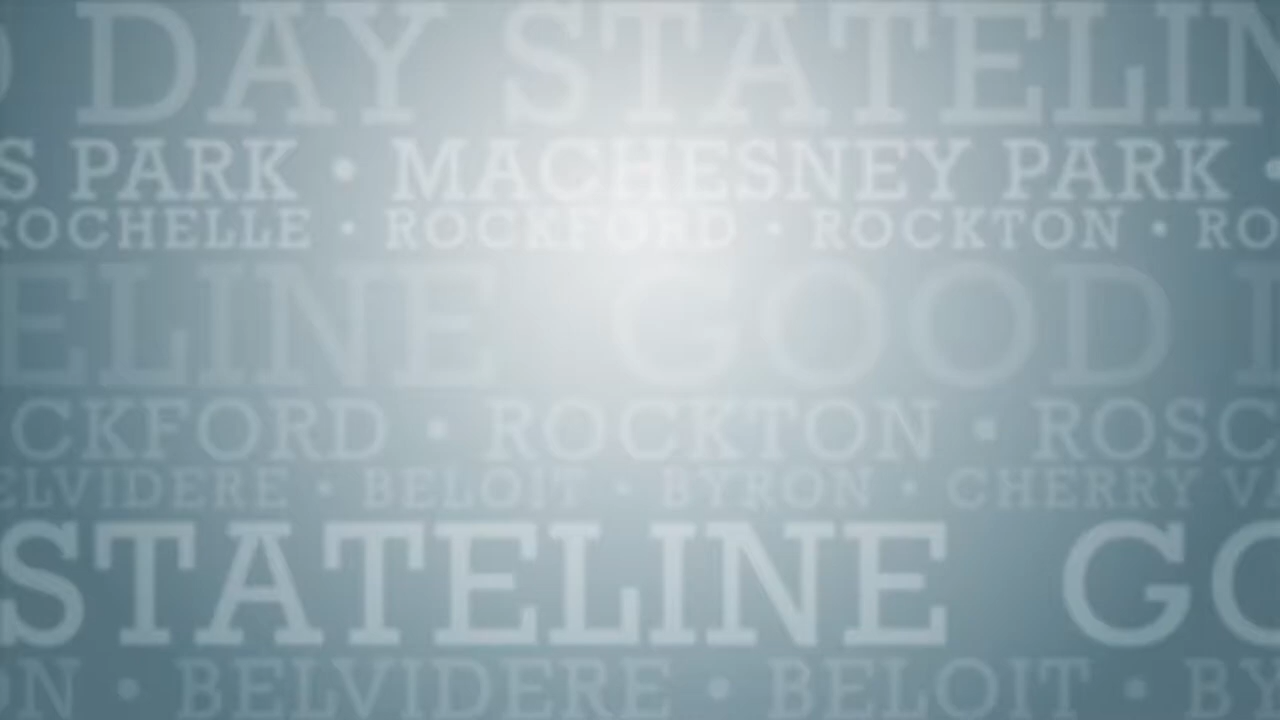 DAY STATELIN
S PARK • MACHESNEY PARK •
ROCHELLE • ROCKFORD • ROCKTON • RO
ELINE GOOD
CKFORD • ROCKTON • ROSC
ELVIDERE • BELOIT • BYRON • CHERRY VA
STATELINE GO
ON • BELVIDERE • BELOIT • BY